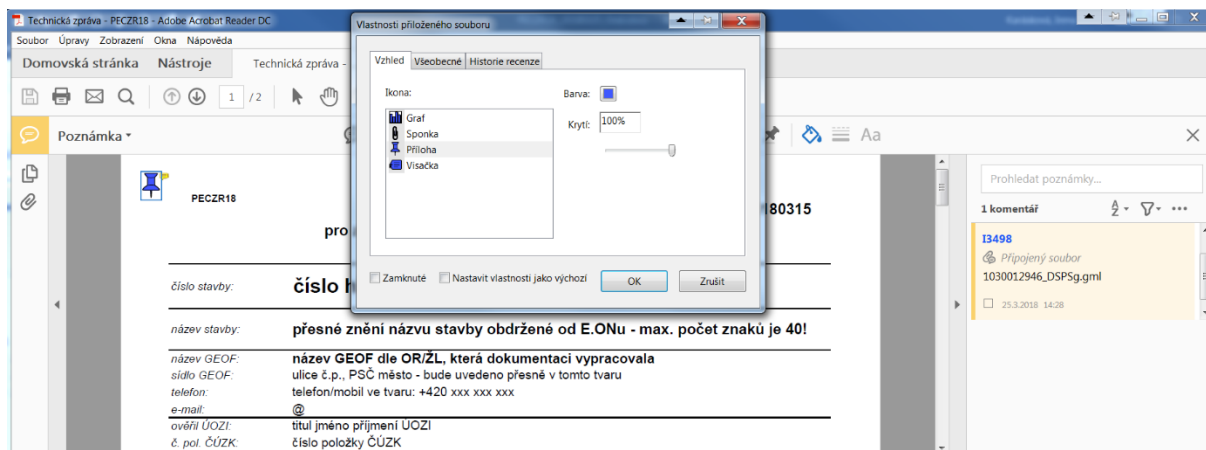 Technická zpráva - PECZR18 - Adobe Acrobat Reader DC
Soubor Úpravy Zobrazení Okna Nápověda
Domovská stránka Nástroje Technická zpráva -
1 / 2
Poznámka
Aa
Vlastnosti přiloženého souboru
Vzhled Všeobecné Historie recenze
Ikona:
Graf
Sponka
Příloha
Visačka
Barva:
Krytí: 100%
Zamknuté Nastavit vlastnosti jako výchozí OK Zrušit
PECZR18
80315
pro
číslo stavby: číslo h
název stavby: přesné znění názvu stavby obdržené od E.ONu - max. počet znaků je 40!
název GEOF: název GEOF dle OR/ŽL, která dokumentaci vypracovala
sídlo GEOF: ulice č.p., PSČ město - bude uvedeno přesně v tomto tvaru
telefon: telefon/mobil ve tvaru: +420 xxx xxx xxx
e-mail: @
ověřil ÚOZI: titul jméno příjmení ÚOZI
č. pol. ČÚZK: číslo položky ČÚZK
Prohledat poznámky...
1 komentář
I3498
Připojený soubor
1030012946_DSPSg.gml
25.3.2018 14:28